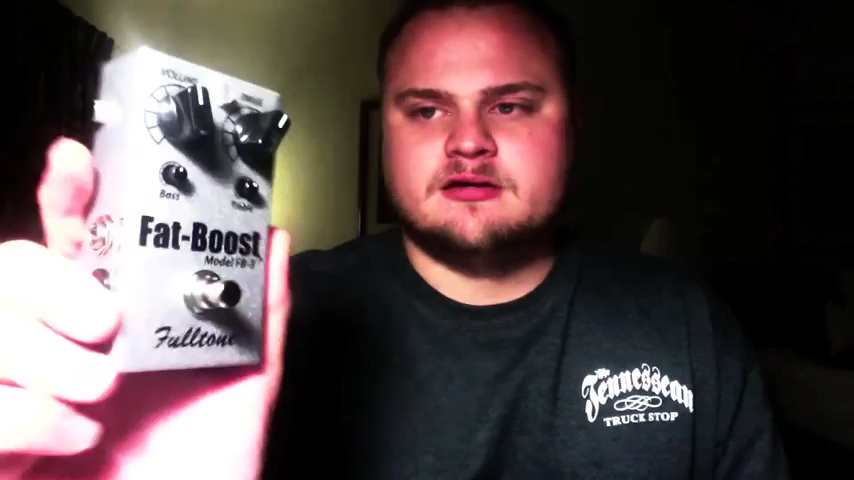 VOLUME
Bass
Fat-Boost
Model FB-3
Fulltone
The
Tennessean
TRUCK STOP